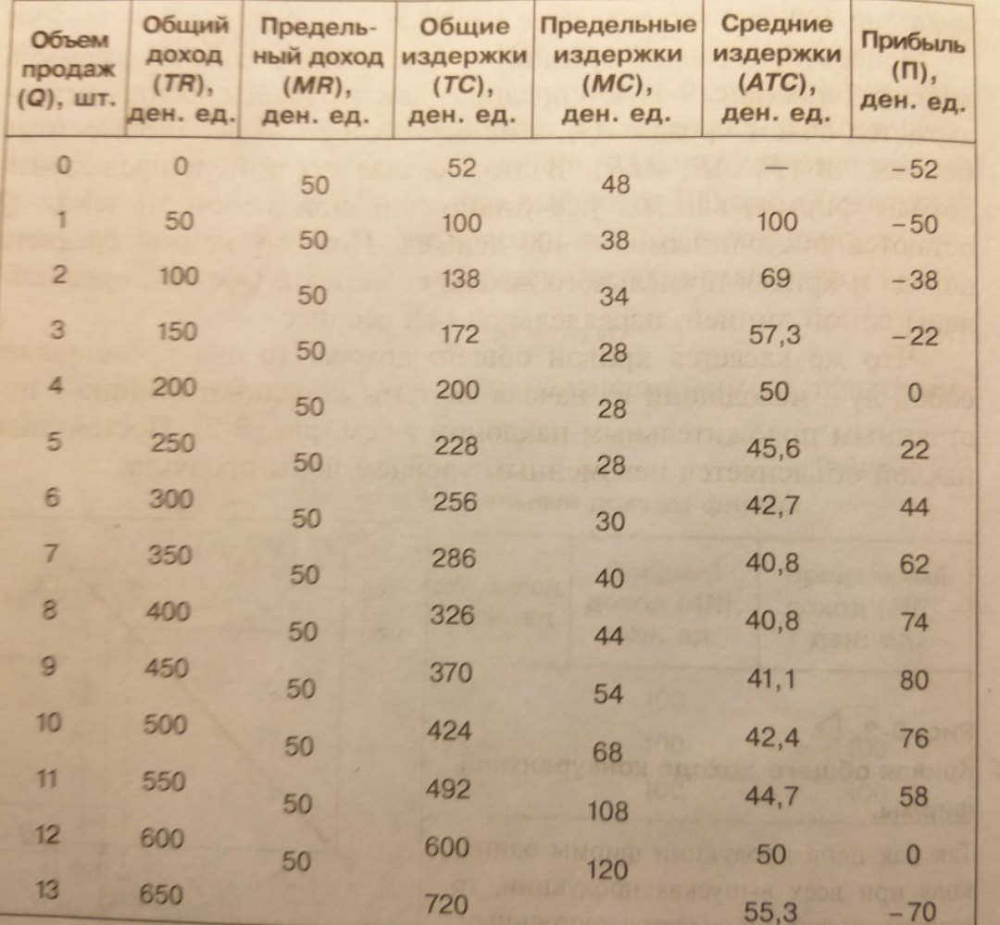 Объем продаж (Q), шт. | Общий доход (TR), ден. ед. | Предель-ный доход (MR), ден. ед. | Общие издержки (TC), ден. ед. | Предельные издержки (MC), ден. ед. | Средние издержки (ATC), ден. ед. | Прибыль (П), ден. ед.
0 0 52 –52
50 48
1 50 100 100 –50
50 38
2 100 138 69 –38
50 34
3 150 172 57,3 –22
50 28
4 200 200 50 0
50 28
5 250 228 45,6 22
50 28
6 300 256 42,7 44
50 30
7 350 286 40,8 62
50 40
8 400 326 40,8 74
50 44
9 450 370 41,1 80
50 54
10 500 424 42,4 76
50 68
11 550 492 44,7 58
50 108
12 600 600 50 0
50 120
13 650 720 55,3 –70